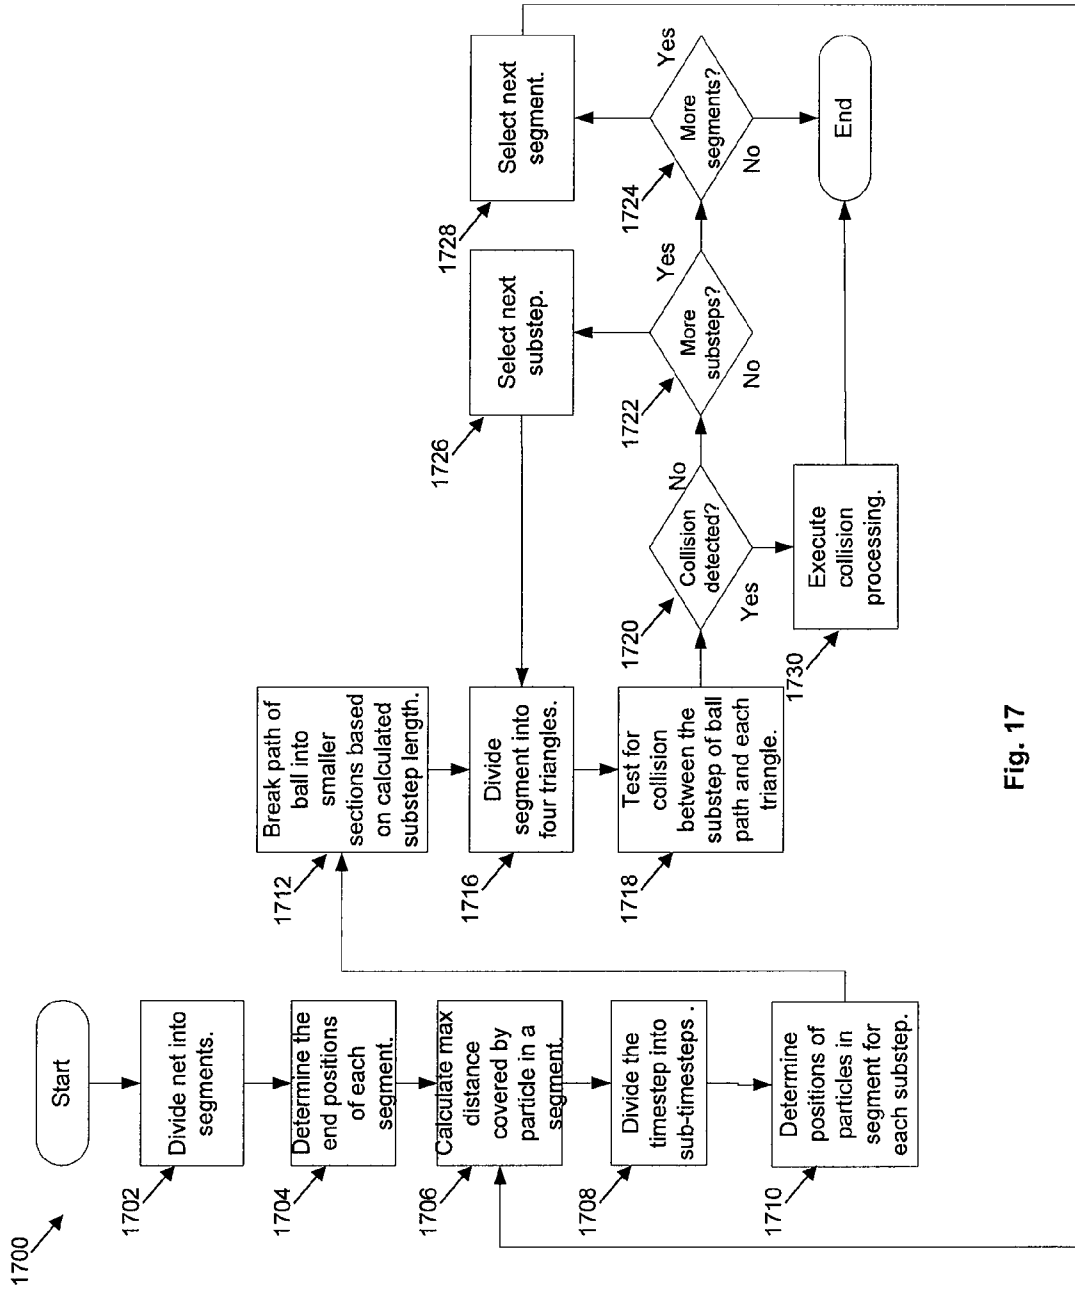 1700
Start
1702
Divide net into
segments.
1704
Determine the
end positions
of each
segment.
1706
Calculate max
distance
covered by
particle in a
segment.
1708
Divide the
timestep into
sub-timesteps .
1710
Determine
positions of
particles in
segment for
each substep.
1712
Break path of
ball into
smaller
sections based
on calculated
substep length.
1716
Divide
segment into
four triangles.
1718
Test for
collision
between the
substep of ball
path and each
triangle.
1720
Collision
detected?
No
Yes
1730
Execute
collision
processing.
1722
More
substeps?
Yes
No
1726
Select next
substep.
1724
More
segments?
Yes
No
1728
Select next
segment.
End
Fig. 17